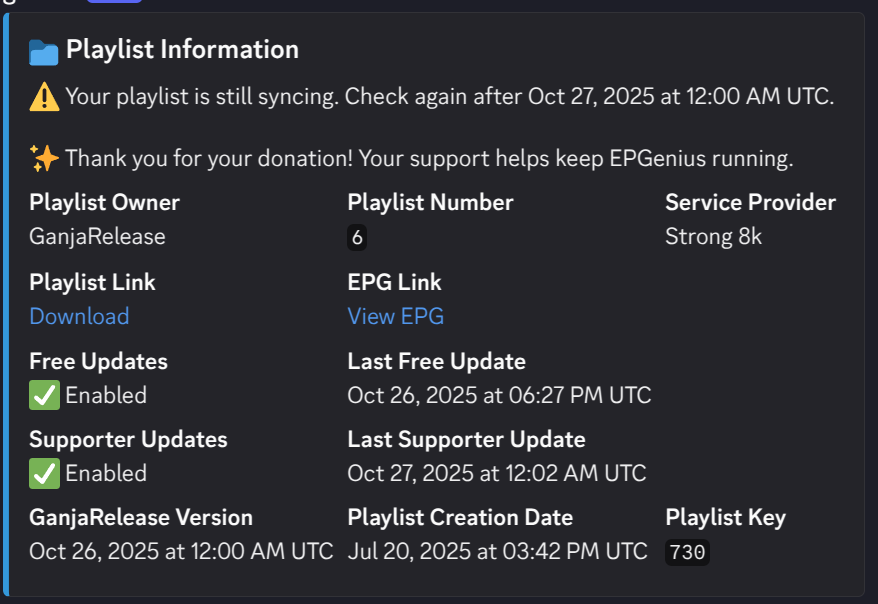 Playlist Information
Your playlist is still syncing. Check again after Oct 27, 2025 at 12:00 AM UTC.
Thank you for your donation! Your support helps keep EPGenius running.
Playlist Owner Playlist Number Service Provider
GanjaRelease 6 Strong 8k
Playlist Link EPG Link
Download View EPG
Free Updates Last Free Update
Enabled Oct 26, 2025 at 06:27 PM UTC
Supporter Updates Last Supporter Update
Enabled Oct 27, 2025 at 12:02 AM UTC
GanjaRelease Version Playlist Creation Date Playlist Key
Oct 26, 2025 at 12:00 AM UTC Jul 20, 2025 at 03:42 PM UTC 730